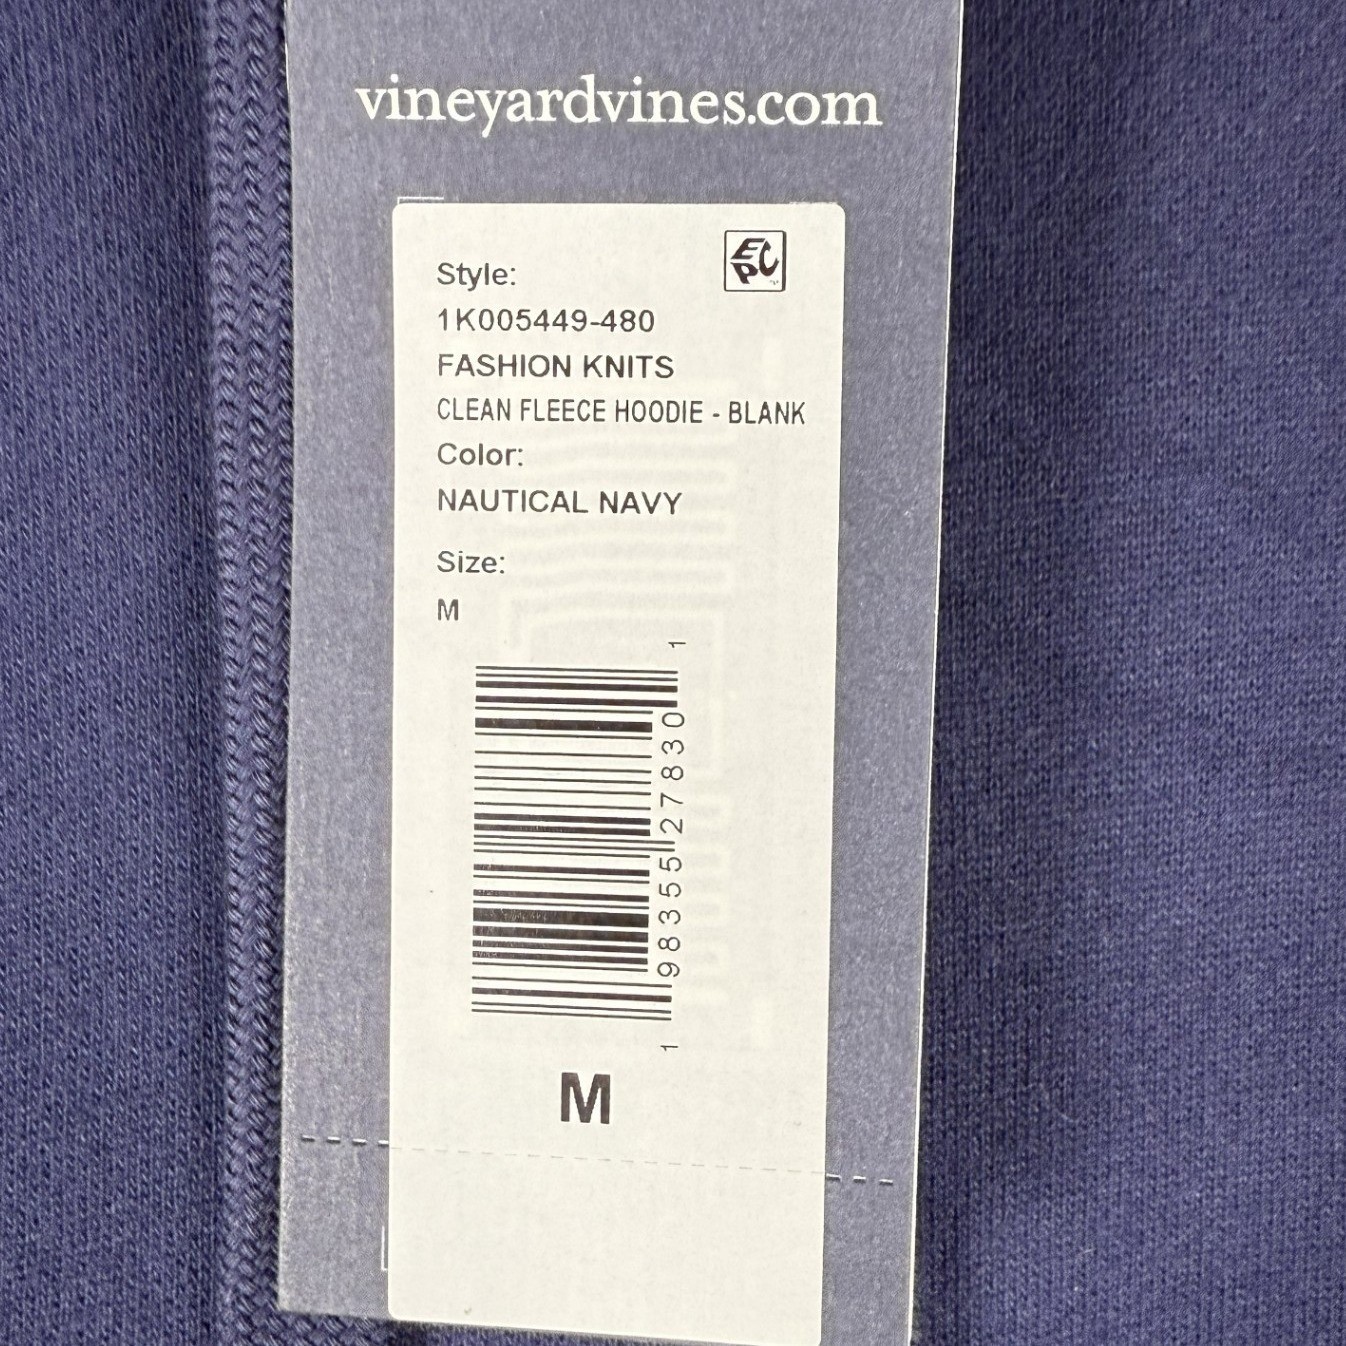 vineyardvines.com
EPC
Style:
1K005449-480
FASHION KNITS
CLEAN FLEECE HOODIE - BLANK
Color:
NAUTICAL NAVY
Size:
M
1 98355 27830 1
M